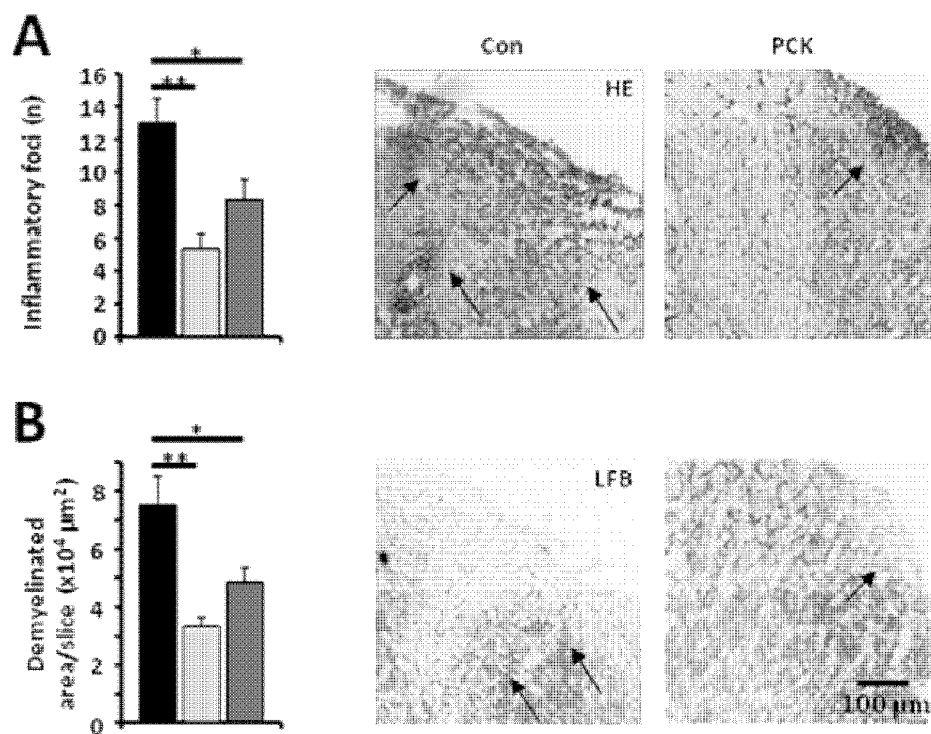 A
Inflammatory foci (n)
16
14
12
10
8
6
4
2
0
*
**
Con
PCK
HE
B
Demyelinated
area/slice (x10⁴ µm²)
8
6
4
2
0
*
**
LFB
100 µm